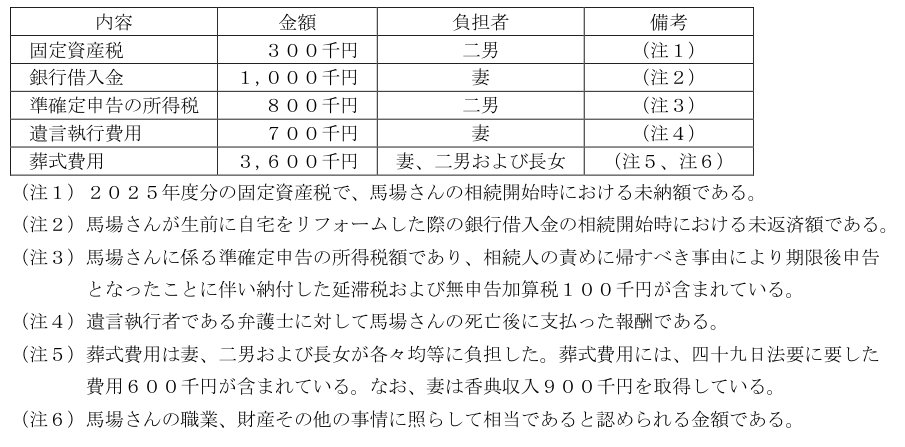 内容 金額 負担者 備考
固定資産税 ３００千円 二男 （注１）
銀行借入金 １,０００千円 妻 （注２）
準確定申告の所得税 ８００千円 二男 （注３）
遺言執行費用 ７００千円 妻 （注４）
葬式費用 ３,６００千円 妻、二男および長女 （注５、注６）
（注１）２０２５年度分の固定資産税で、馬場さんの相続開始時における未納額である。
（注２）馬場さんが生前に自宅をリフォームした際の銀行借入金の相続開始時における未返済額である。
（注３）馬場さんに係る準確定申告の所得税額であり、相続人の責めに帰すべき事由により期限後申告
となったことに伴い納付した延滞税および無申告加算税１００千円が含まれている。
（注４）遺言執行者である弁護士に対して馬場さんの死亡後に支払った報酬である。
（注５）葬式費用は妻、二男および長女が各々均等に負担した。葬式費用には、四十九日法要に要した
費用６００千円が含まれている。なお、妻は香典収入９００千円を取得している。
（注６）馬場さんの職業、財産その他の事情に照らして相当であると認められる金額である。